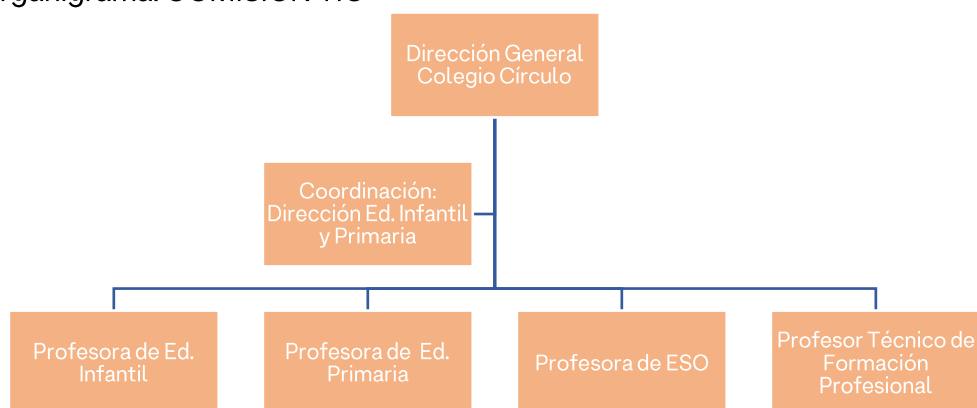 Dirección General
Colegio Círculo
Coordinación:
Dirección Ed. Infantil
y Primaria
Profesora de Ed.
Infantil
Profesora de Ed.
Primaria
Profesora de ESO
Profesor Técnico de
Formación
Profesional